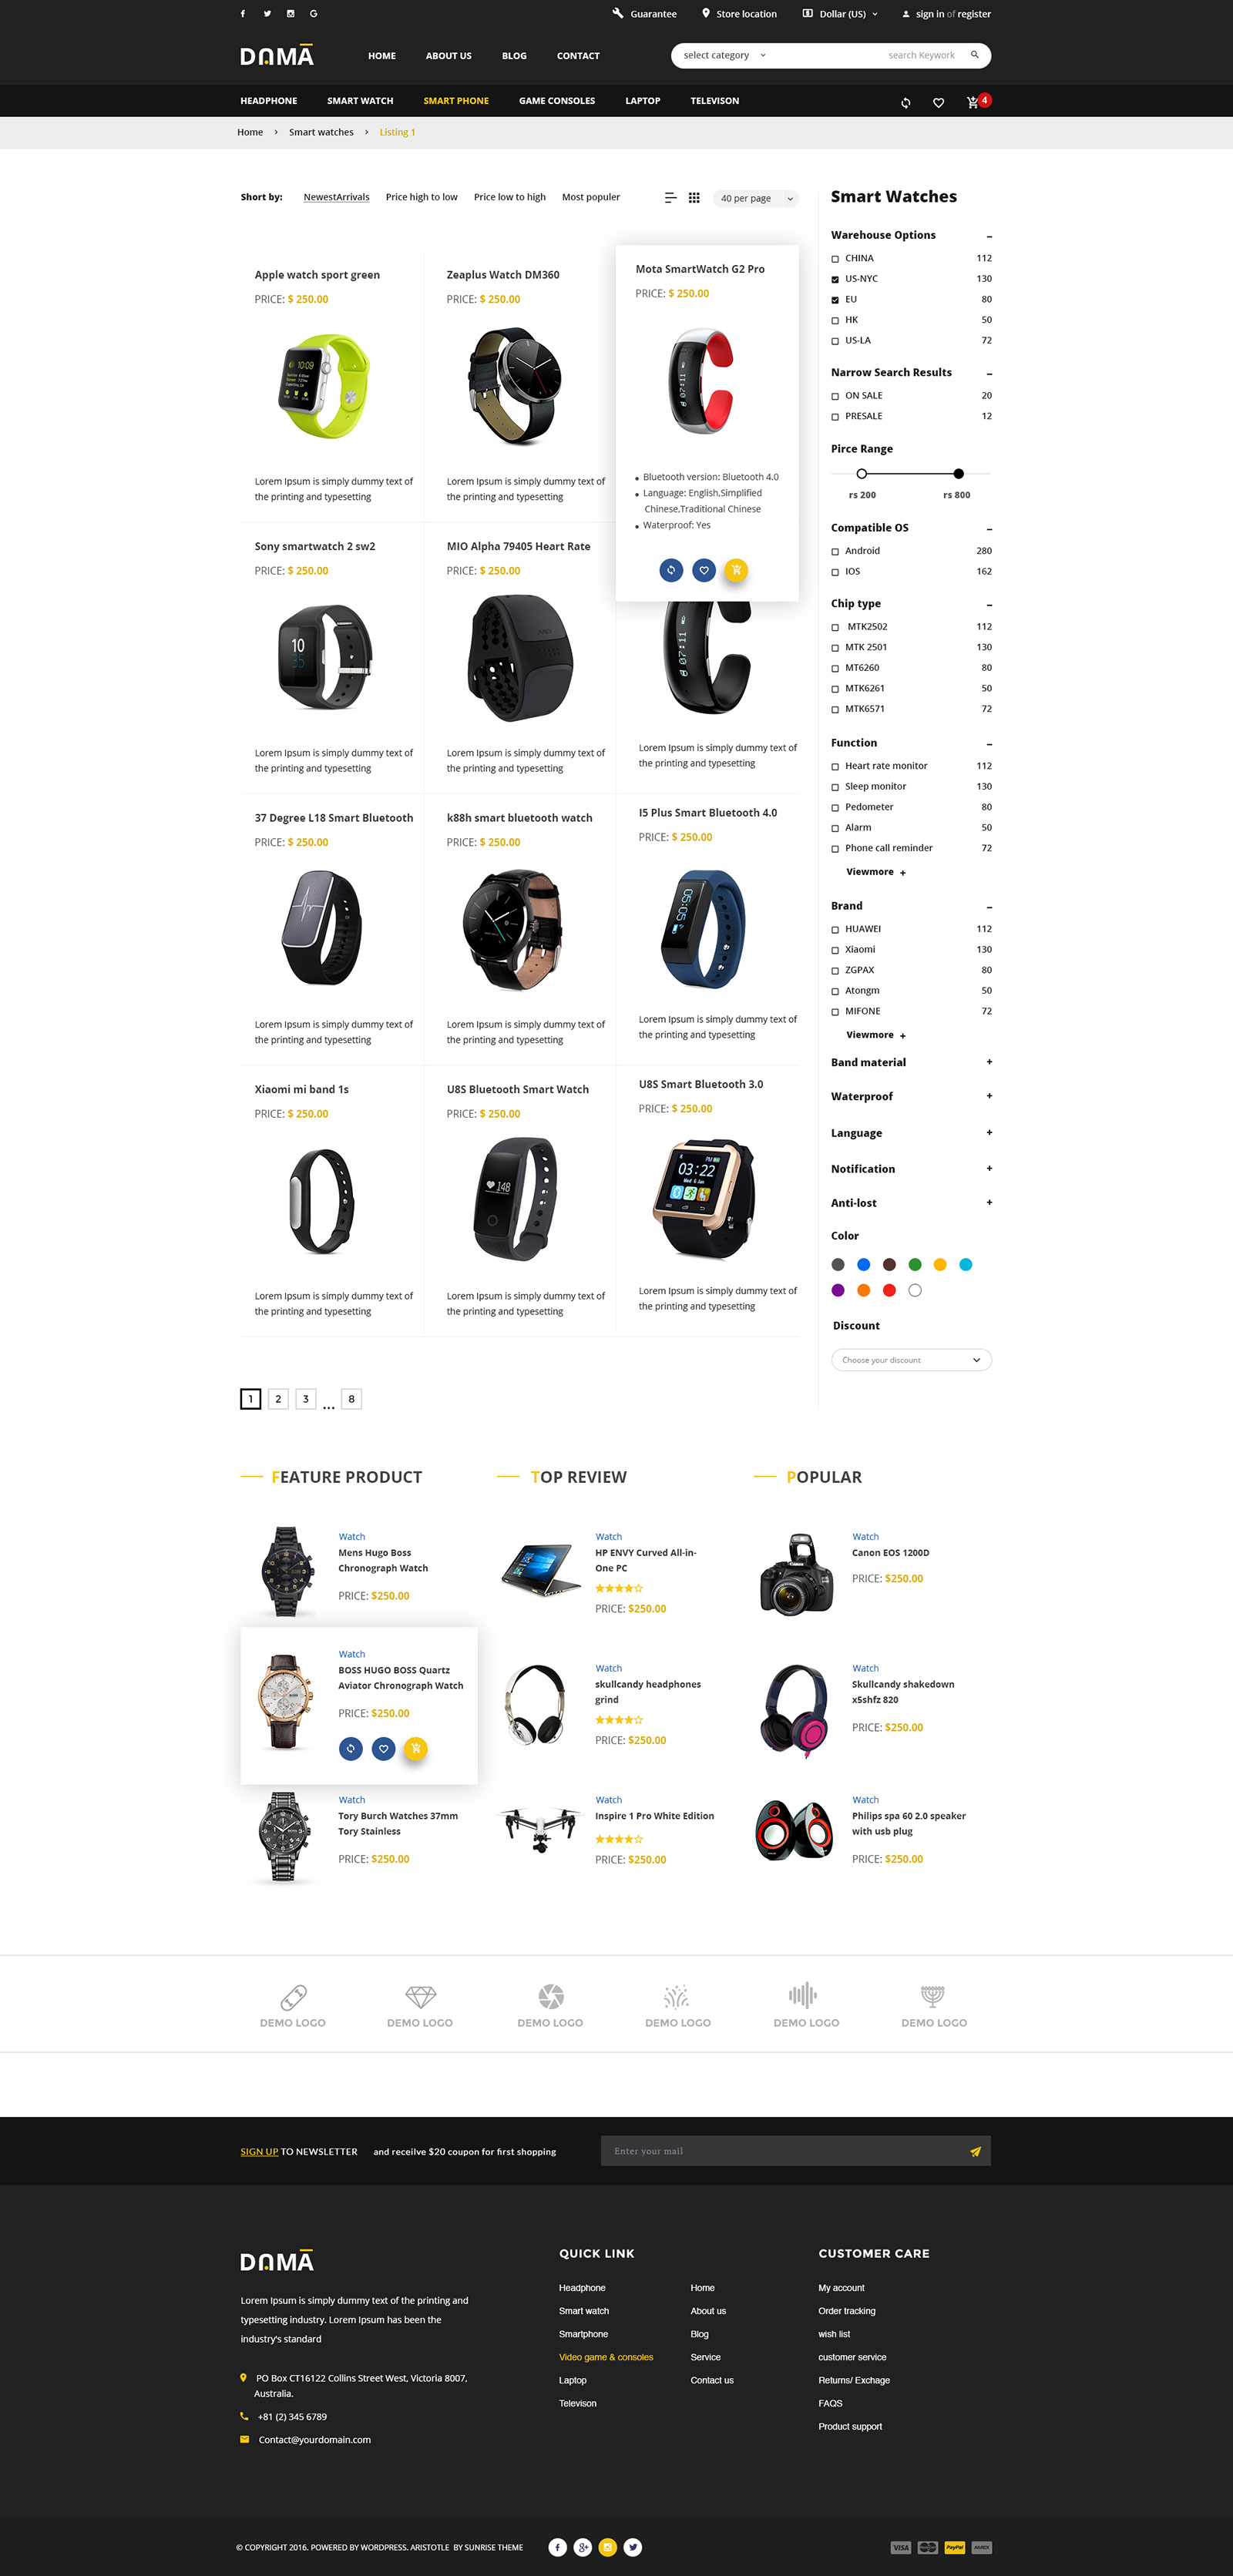 Guarantee Store location Dollar (US) sign in of register
DAMA HOME ABOUT US BLOG CONTACT select category search Keywork
HEADPHONE SMART WATCH SMART PHONE GAME CONSOLES LAPTOP TELEVISON 4
Home > Smart watches > Listing 1
Short by: NewestArrivals Price high to low Price low to high Most populer 40 per page
Apple watch sport green
PRICE: $ 250.00
10:09
Lorem Ipsum is simply dummy text of
the printing and typesetting
Zeaplus Watch DM360
PRICE: $ 250.00
Lorem Ipsum is simply dummy text of
the printing and typesetting
Mota SmartWatch G2 Pro
PRICE: $ 250.00
07:11
Bluetooth version: Bluetooth 4.0
Language: English,Simplified
Chinese,Traditional Chinese
Waterproof: Yes
Sony smartwatch 2 sw2
PRICE: $ 250.00
10
35
Lorem Ipsum is simply dummy text of
the printing and typesetting
MIO Alpha 79405 Heart Rate
PRICE: $ 250.00
Lorem Ipsum is simply dummy text of
the printing and typesetting
07:11
Lorem Ipsum is simply dummy text of
the printing and typesetting
37 Degree L18 Smart Bluetooth
PRICE: $ 250.00
Lorem Ipsum is simply dummy text of
the printing and typesetting
k88h smart bluetooth watch
PRICE: $ 250.00
Lorem Ipsum is simply dummy text of
the printing and typesetting
I5 Plus Smart Bluetooth 4.0
PRICE: $ 250.00
05:05
Lorem Ipsum is simply dummy text of
the printing and typesetting
Xiaomi mi band 1s
PRICE: $ 250.00
Lorem Ipsum is simply dummy text of
the printing and typesetting
U8S Bluetooth Smart Watch
PRICE: $ 250.00
148
Lorem Ipsum is simply dummy text of
the printing and typesetting
U8S Smart Bluetooth 3.0
PRICE: $ 250.00
03:22
Lorem Ipsum is simply dummy text of
the printing and typesetting
1 2 3 ... 8
Smart Watches
Warehouse Options –
CHINA 112
US-NYC 130
EU 80
HK 50
US-LA 72
Narrow Search Results –
ON SALE 20
PRESALE 12
Pirce Range
rs 200 rs 800
Compatible OS –
Android 280
IOS 162
Chip type –
MTK2502 112
MTK 2501 130
MT6260 80
MTK6261 50
MTK6571 72
Function –
Heart rate monitor 112
Sleep monitor 130
Pedometer 80
Alarm 50
Phone call reminder 72
Viewmore +
Brand –
HUAWEI 112
Xiaomi 130
ZGPAX 80
Atongm 50
MIFONE 72
Viewmore +
Band material +
Waterproof +
Language +
Notification +
Anti-lost +
Color
Discount
Choose your discount
FEATURE PRODUCT
Watch
Mens Hugo Boss
Chronograph Watch
PRICE: $250.00
Watch
BOSS HUGO BOSS Quartz
Aviator Chronograph Watch
PRICE: $250.00
Watch
Tory Burch Watches 37mm
Tory Stainless
PRICE: $250.00
TOP REVIEW
Watch
HP ENVY Curved All-in-
One PC
PRICE: $250.00
Watch
skullcandy headphones
grind
PRICE: $250.00
Watch
Inspire 1 Pro White Edition
PRICE: $250.00
POPULAR
Watch
Canon EOS 1200D
PRICE: $250.00
Watch
Skullcandy shakedown
x5shfz 820
PRICE: $250.00
Watch
Philips spa 60 2.0 speaker
with usb plug
PRICE: $250.00
DEMO LOGO DEMO LOGO DEMO LOGO DEMO LOGO DEMO LOGO DEMO LOGO
SIGN UP TO NEWSLETTER and receilve $20 coupon for first shopping Enter your mail
DAMA
Lorem Ipsum is simply dummy text of the printing and
typesetting industry. Lorem Ipsum has been the
industry's standard
PO Box CT16122 Collins Street West, Victoria 8007,
Australia.
+81 (2) 345 6789
Contact@yourdomain.com
QUICK LINK
Headphone
Smart watch
Smartphone
Video game & consoles
Laptop
Televison
Home
About us
Blog
Service
Contact us
CUSTOMER CARE
My account
Order tracking
wish list
customer service
Returns/ Exchage
FAQS
Product support
© COPYRIGHT 2016. POWERED BY WORDPRESS. ARISTOTLE BY SUNRISE THEME VISA PayPal